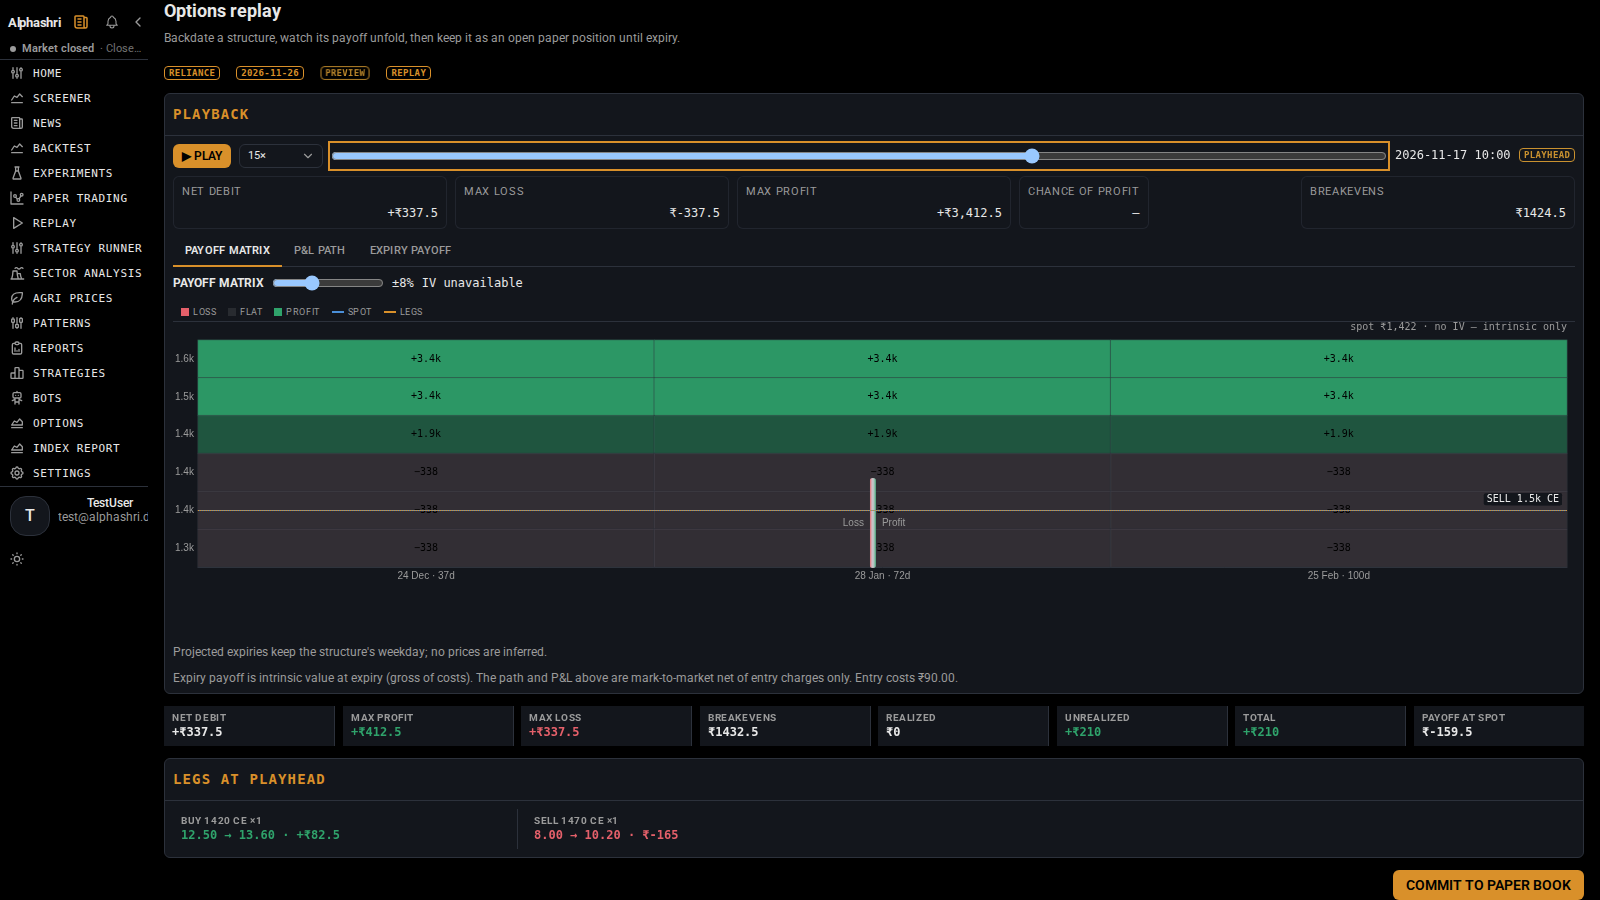 Alphashri
Market closed · Close...
HOME
SCREENER
NEWS
BACKTEST
EXPERIMENTS
PAPER TRADING
REPLAY
STRATEGY RUNNER
SECTOR ANALYSIS
AGRI PRICES
PATTERNS
REPORTS
STRATEGIES
BOTS
OPTIONS
INDEX REPORT
SETTINGS
T
TestUser
test@alphashri.d
Options replay
Backdate a structure, watch its payoff unfold, then keep it as an open paper position until expiry.
RELIANCE 2026-11-26 PREVIEW REPLAY
PLAYBACK
▶ PLAY 15× 2026-11-17 10:00 PLAYHEAD
NET DEBIT MAX LOSS MAX PROFIT CHANCE OF PROFIT BREAKEVENS
+₹337.5 ₹-337.5 +₹3,412.5 — ₹1424.5
PAYOFF MATRIX P&L PATH EXPIRY PAYOFF
PAYOFF MATRIX ±8% IV unavailable
LOSS FLAT PROFIT SPOT LEGS
spot ₹1,422 · no IV — intrinsic only
1.6k +3.4k +3.4k +3.4k
1.5k +3.4k +3.4k +3.4k
1.4k +1.9k +1.9k +1.9k
1.4k −338 −338 −338
SELL 1.5k CE
1.4k −338 338 −338
Loss Profit
1.3k −338 338 −338
24 Dec · 37d 28 Jan · 72d 25 Feb · 100d
Projected expiries keep the structure's weekday; no prices are inferred.
Expiry payoff is intrinsic value at expiry (gross of costs). The path and P&L above are mark-to-market net of entry charges only. Entry costs ₹90.00.
NET DEBIT MAX PROFIT MAX LOSS BREAKEVENS REALIZED UNREALIZED TOTAL PAYOFF AT SPOT
+₹337.5 +₹412.5 +₹337.5 ₹1432.5 ₹0 +₹210 +₹210 ₹-159.5
LEGS AT PLAYHEAD
BUY 1420 CE ×1 SELL 1470 CE ×1
12.50 → 13.60 · +₹82.5 8.00 → 10.20 · ₹-165
COMMIT TO PAPER BOOK